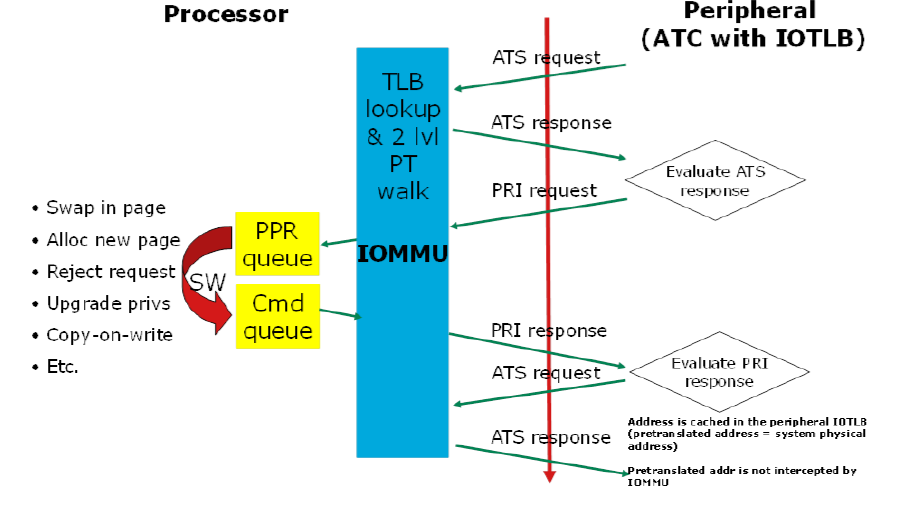 Processor
Peripheral
(ATC with IOTLB)
ATS request
TLB
lookup
& 2 lvl
PT
walk
IOMMU
ATS response
Evaluate ATS
response
PRI request
• Swap in page
• Alloc new page
• Reject request
• Upgrade privs
• Copy-on-write
• Etc.
SW
PPR
queue
Cmd
queue
PRI response
Evaluate PRI
response
ATS request
ATS response
Address is cached in the peripheral IOTLB
(pretranslated address = system physical
address)
Pretranslated addr is not intercepted by
IOMMU